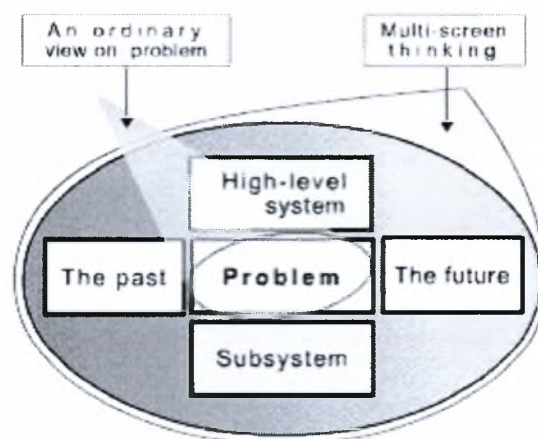 An ordinary
view on problem
Multi-screen
thinking
High-level
system
The past
Problem
The future
Subsystem